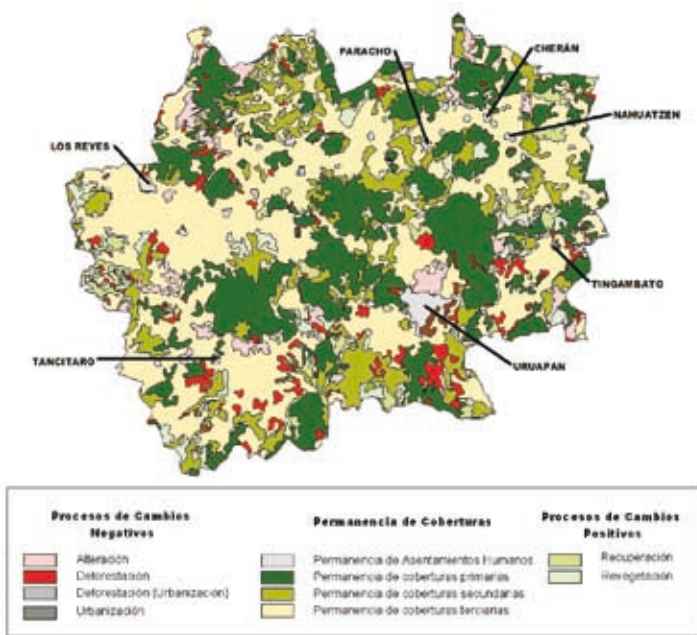 PARACHO
CHERÁN
NAHUATZEN
LOS REYES
TINGAMBATO
URUAPAN
TANCITARO
Procesos de Cambios
Negativos
Alteración
Deforestación
Deforestación (Urbanización)
Urbanización
Permanencia de Coberturas
Permanencia de Asentamientos Humanos
Permanencia de coberturas primarias
Permanencia de coberturas secundarias
Permanencia de coberturas terciarias
Procesos de Cambios
Positivos
Recuperación
Revegetación